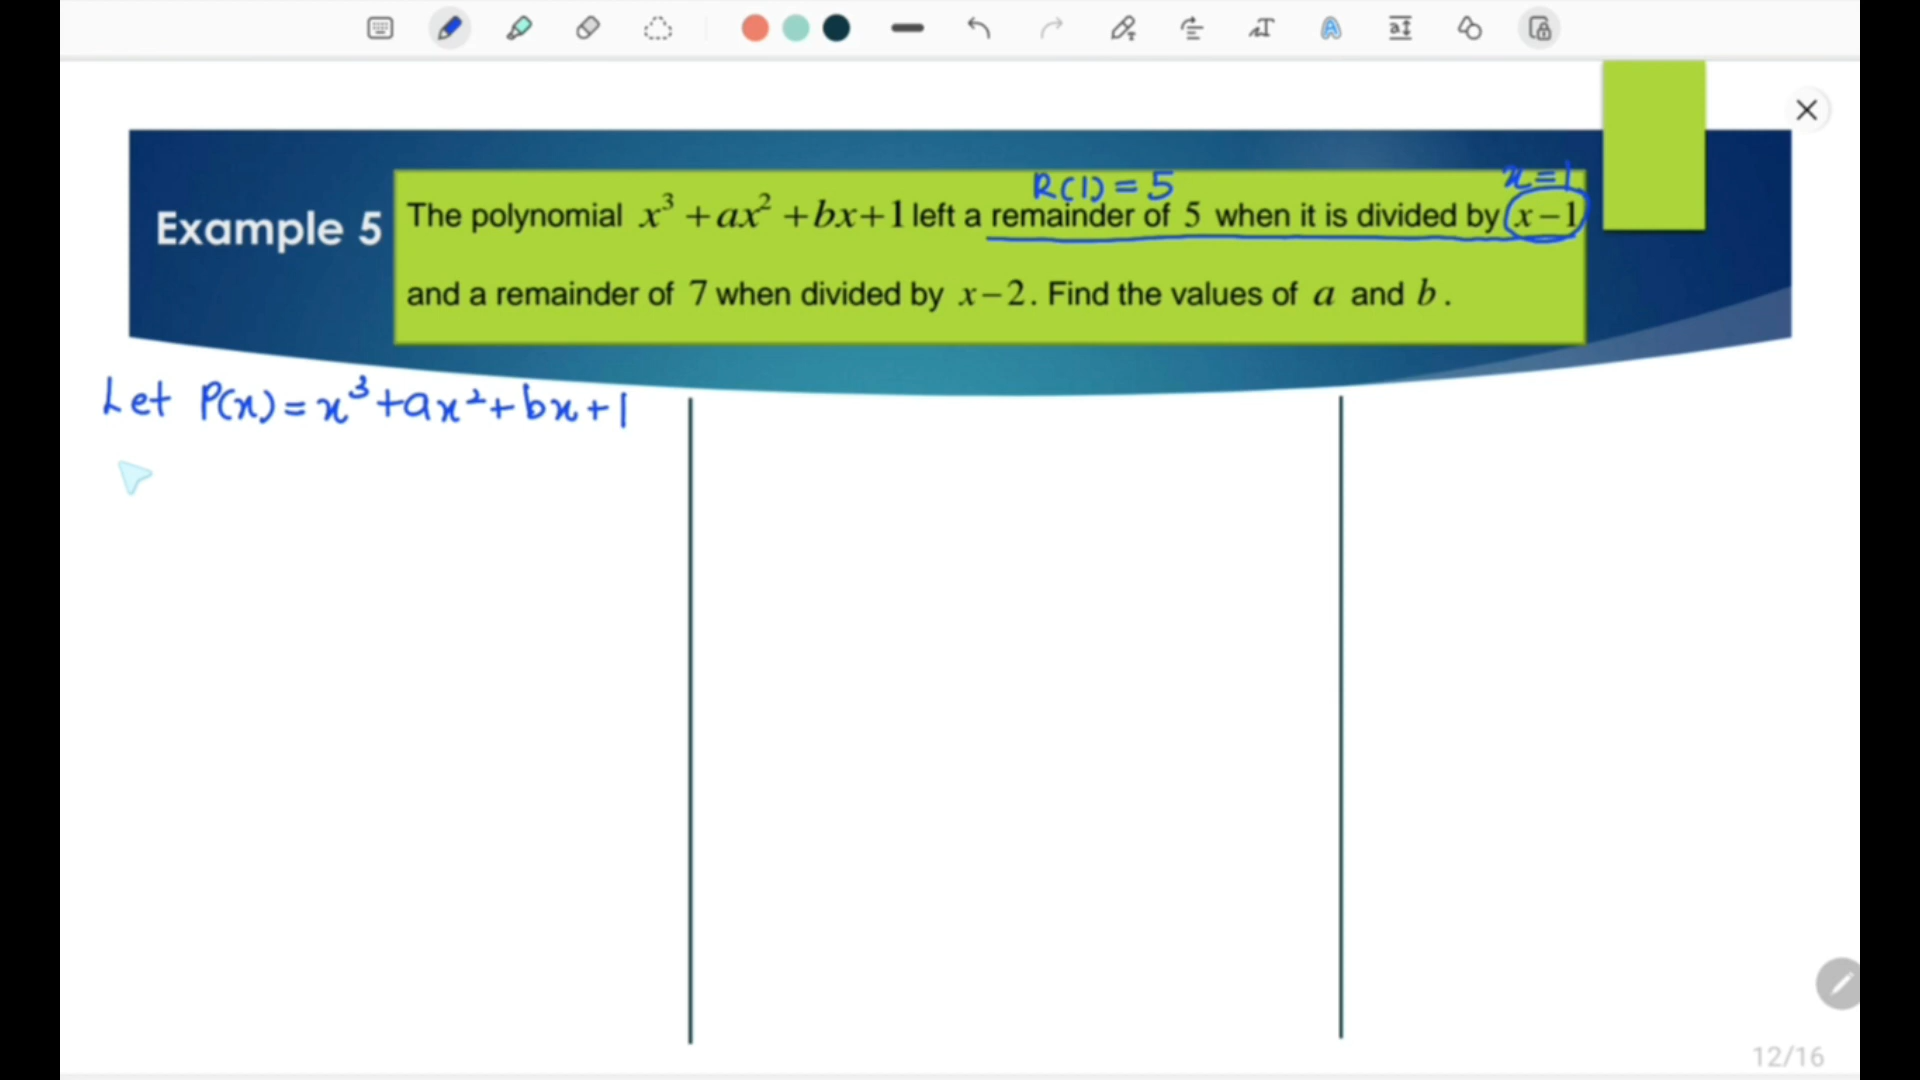 R(1) = 5
x=1
Example 5
The polynomial x³ + ax² + bx + 1 left a remainder of 5 when it is divided by x − 1
and a remainder of 7 when divided by x − 2. Find the values of a and b.
Let P(x) = x³ + ax² + bx + 1
12/16